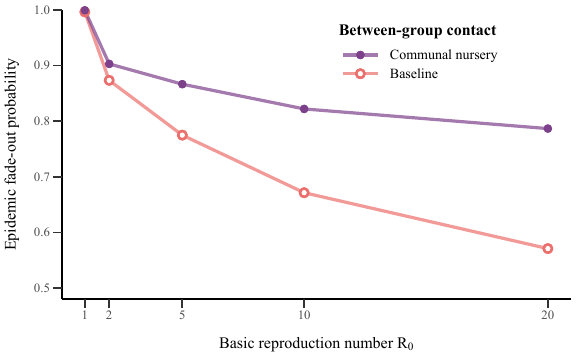 Epidemic fade-out probability
1.0
0.9
0.8
0.7
0.6
0.5
Between-group contact
Communal nursery
Baseline
1 2 5 10 20
Basic reproduction number R₀